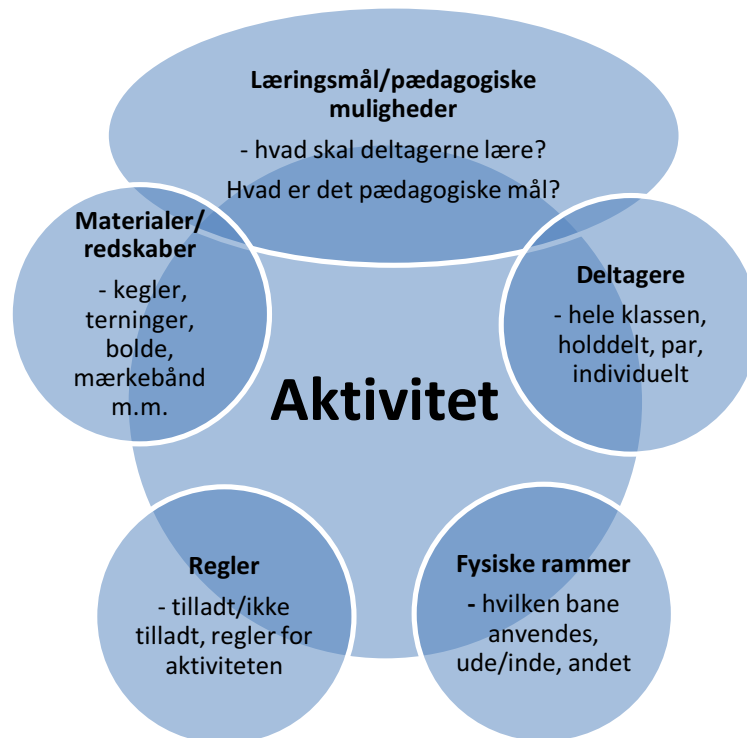 Læringsmål/pædagogiske
muligheder
- hvad skal deltagerne lære?
Hvad er det pædagogiske mål?
Materialer/
redskaber
- kegler,
terninger,
bolde,
mærkebånd
m.m.
Deltagere
- hele klassen,
holddelt, par,
individuelt
Aktivitet
Regler
- tilladt/ikke
tilladt, regler for
aktiviteten
Fysiske rammer
- hvilken bane
anvendes,
ude/inde, andet